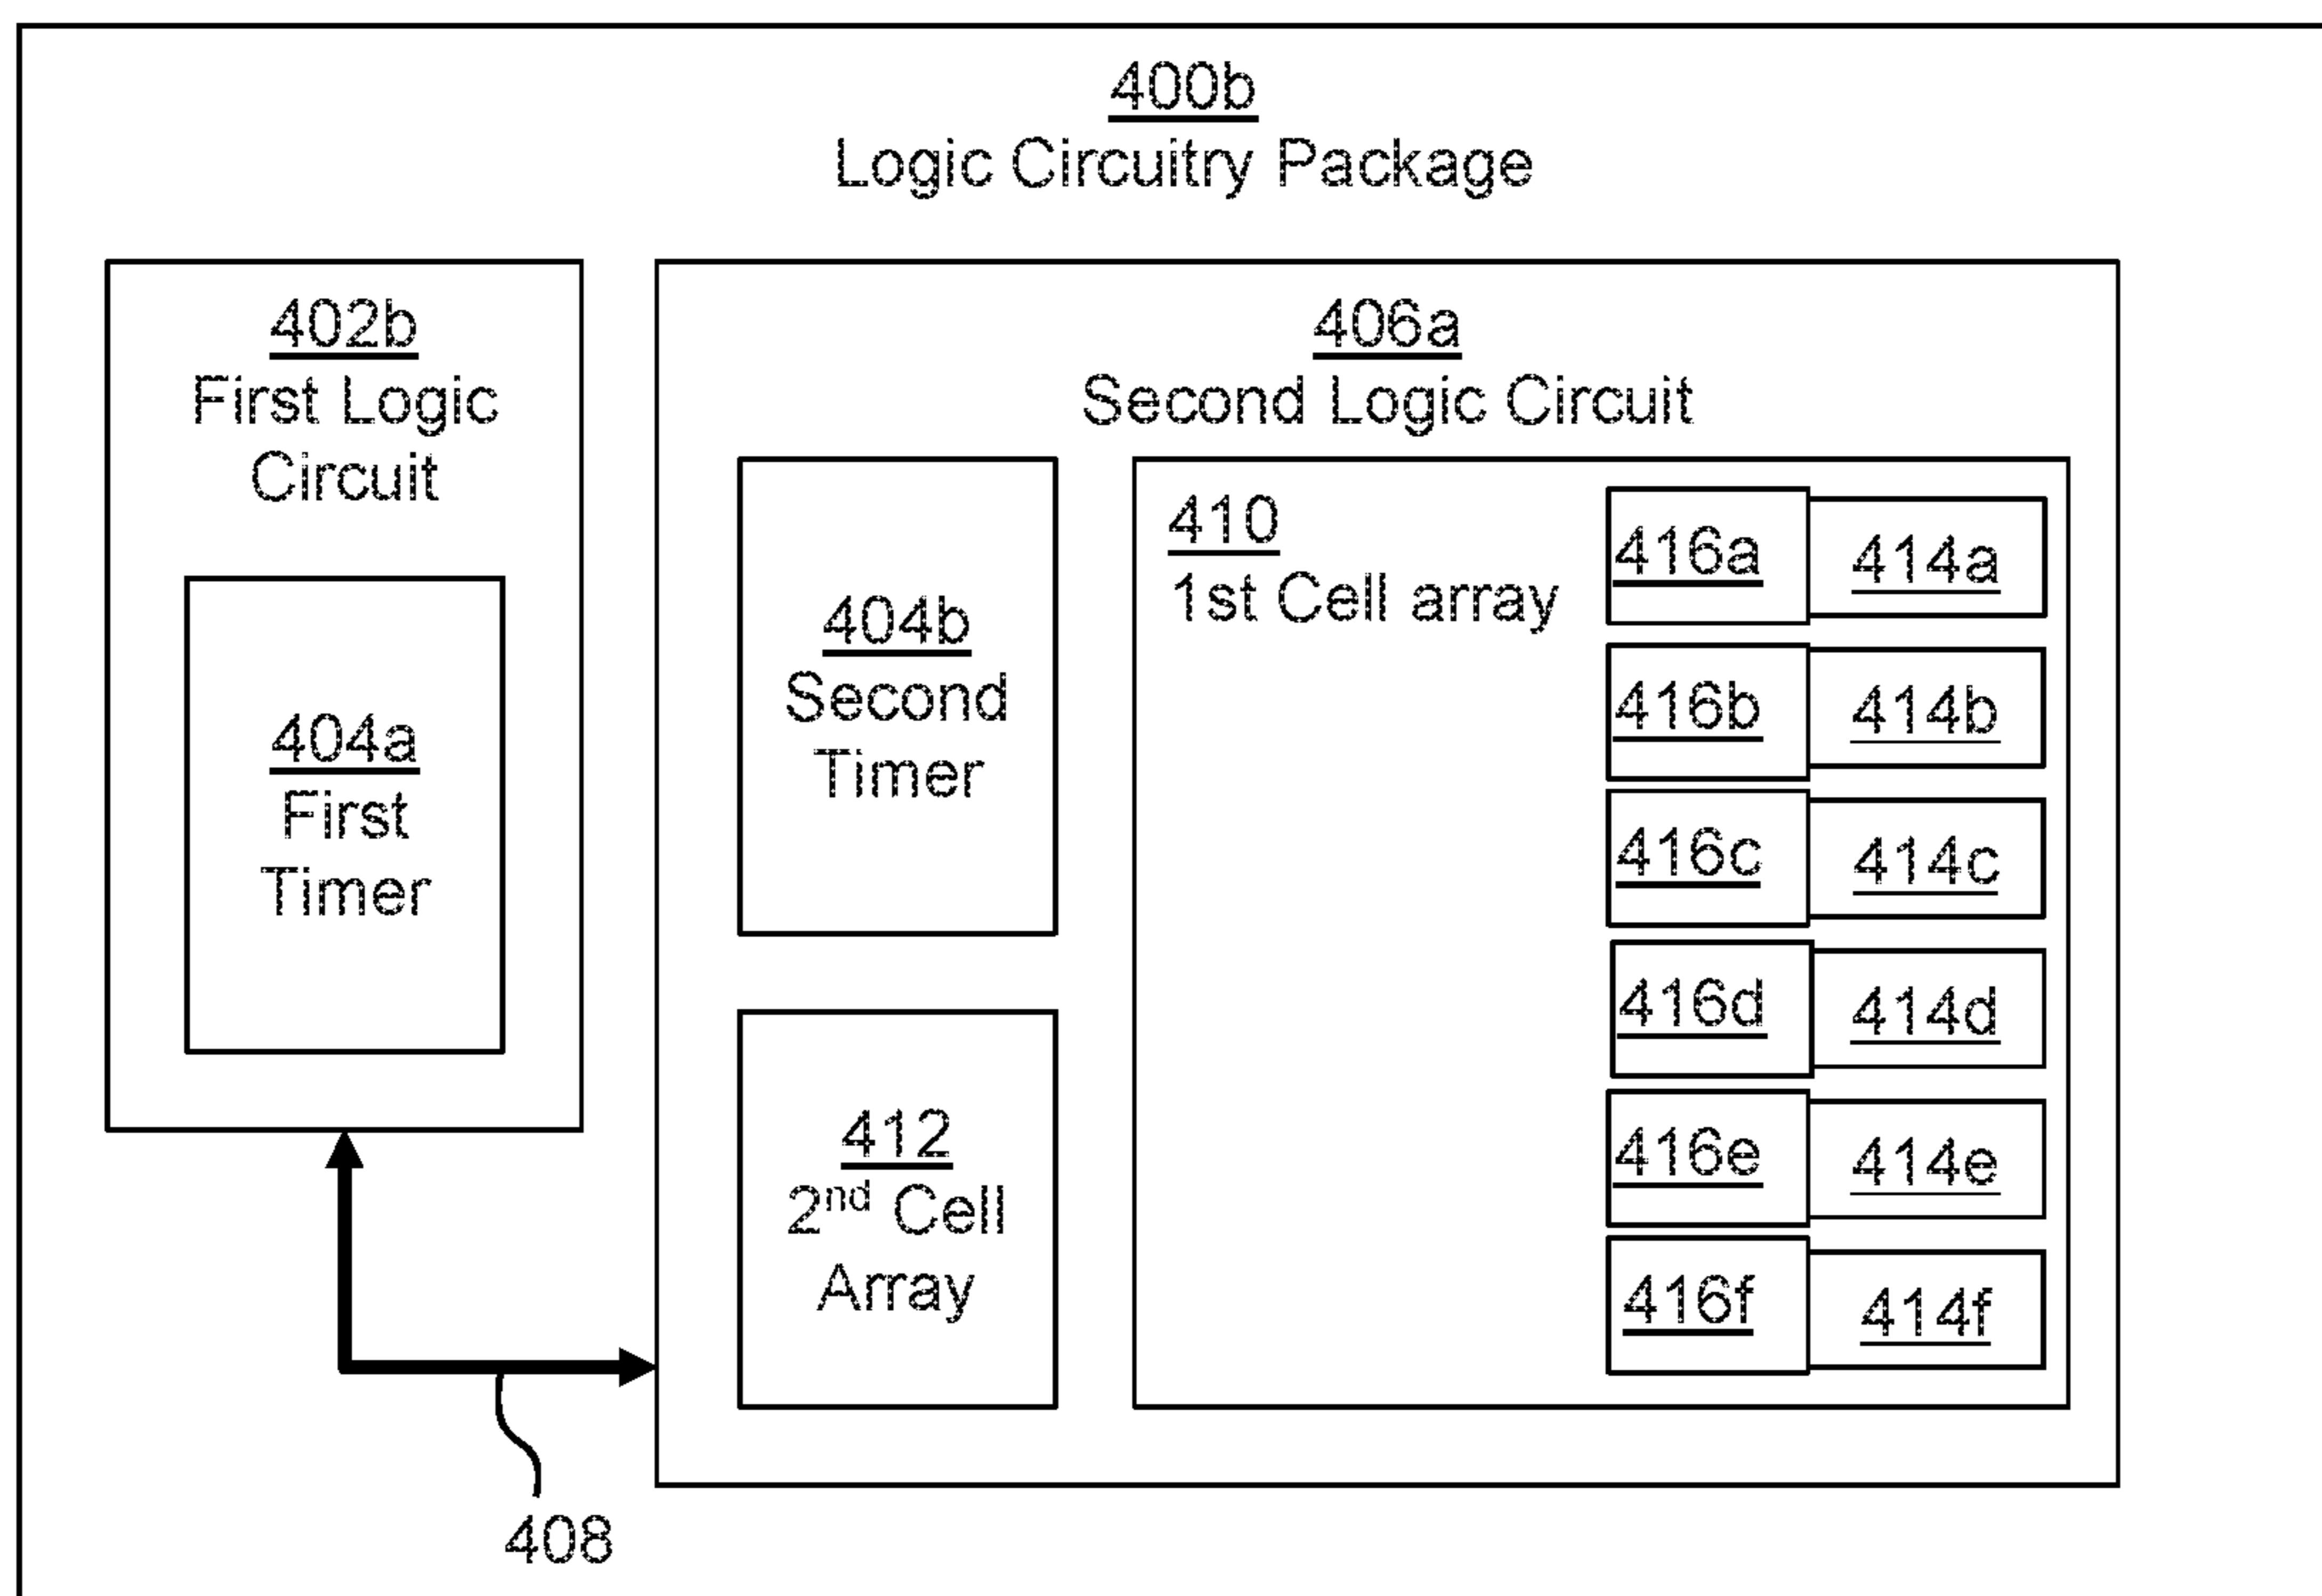 400b
Logic Circuitry Package
402b
First Logic
Circuit
404a
First
Timer
406a
Second Logic Circuit
404b
Second
Timer
412
2nd Cell
Array
410
1st Cell array
416a 414a
416b 414b
416c 414c
416d 414d
416e 414e
416f 414f
408